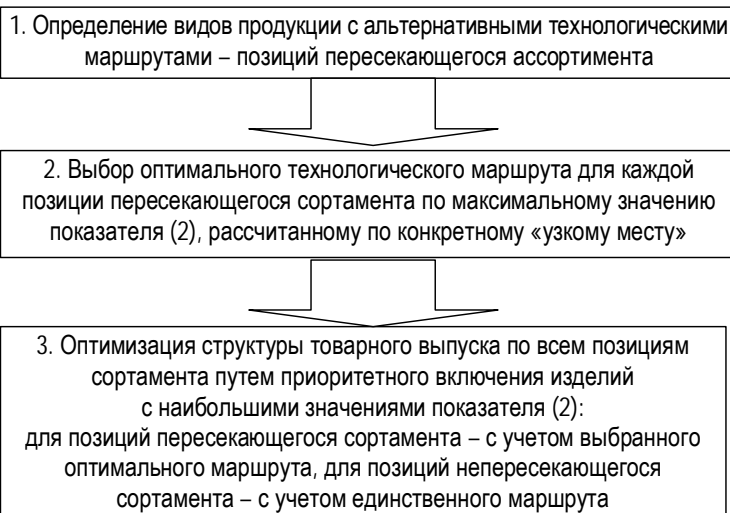 1. Определение видов продукции с альтернативными технологическими
маршрутами – позиций пересекающегося ассортимента
2. Выбор оптимального технологического маршрута для каждой
позиции пересекающегося сортамента по максимальному значению
показателя (2), рассчитанному по конкретному «узкому месту»
3. Оптимизация структуры товарного выпуска по всем позициям
сортамента путем приоритетного включения изделий
с наибольшими значениями показателя (2):
для позиций пересекающегося сортамента – с учетом выбранного
оптимального маршрута, для позиций непересекающегося
сортамента – с учетом единственного маршрута